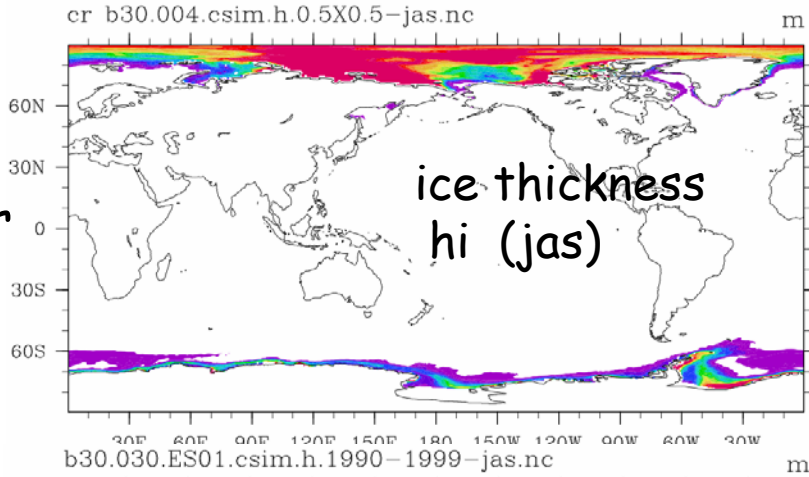 cr b30.004.csim.h.0.5X0.5-jas.nc m
60N
30N
ice thickness
hi (jas)
0
30S
60S
30E 60E 90E 120E 150E 180 150W 120W 90W 60W 30W
b30.030.ES01.csim.h.1990-1999-jas.nc m